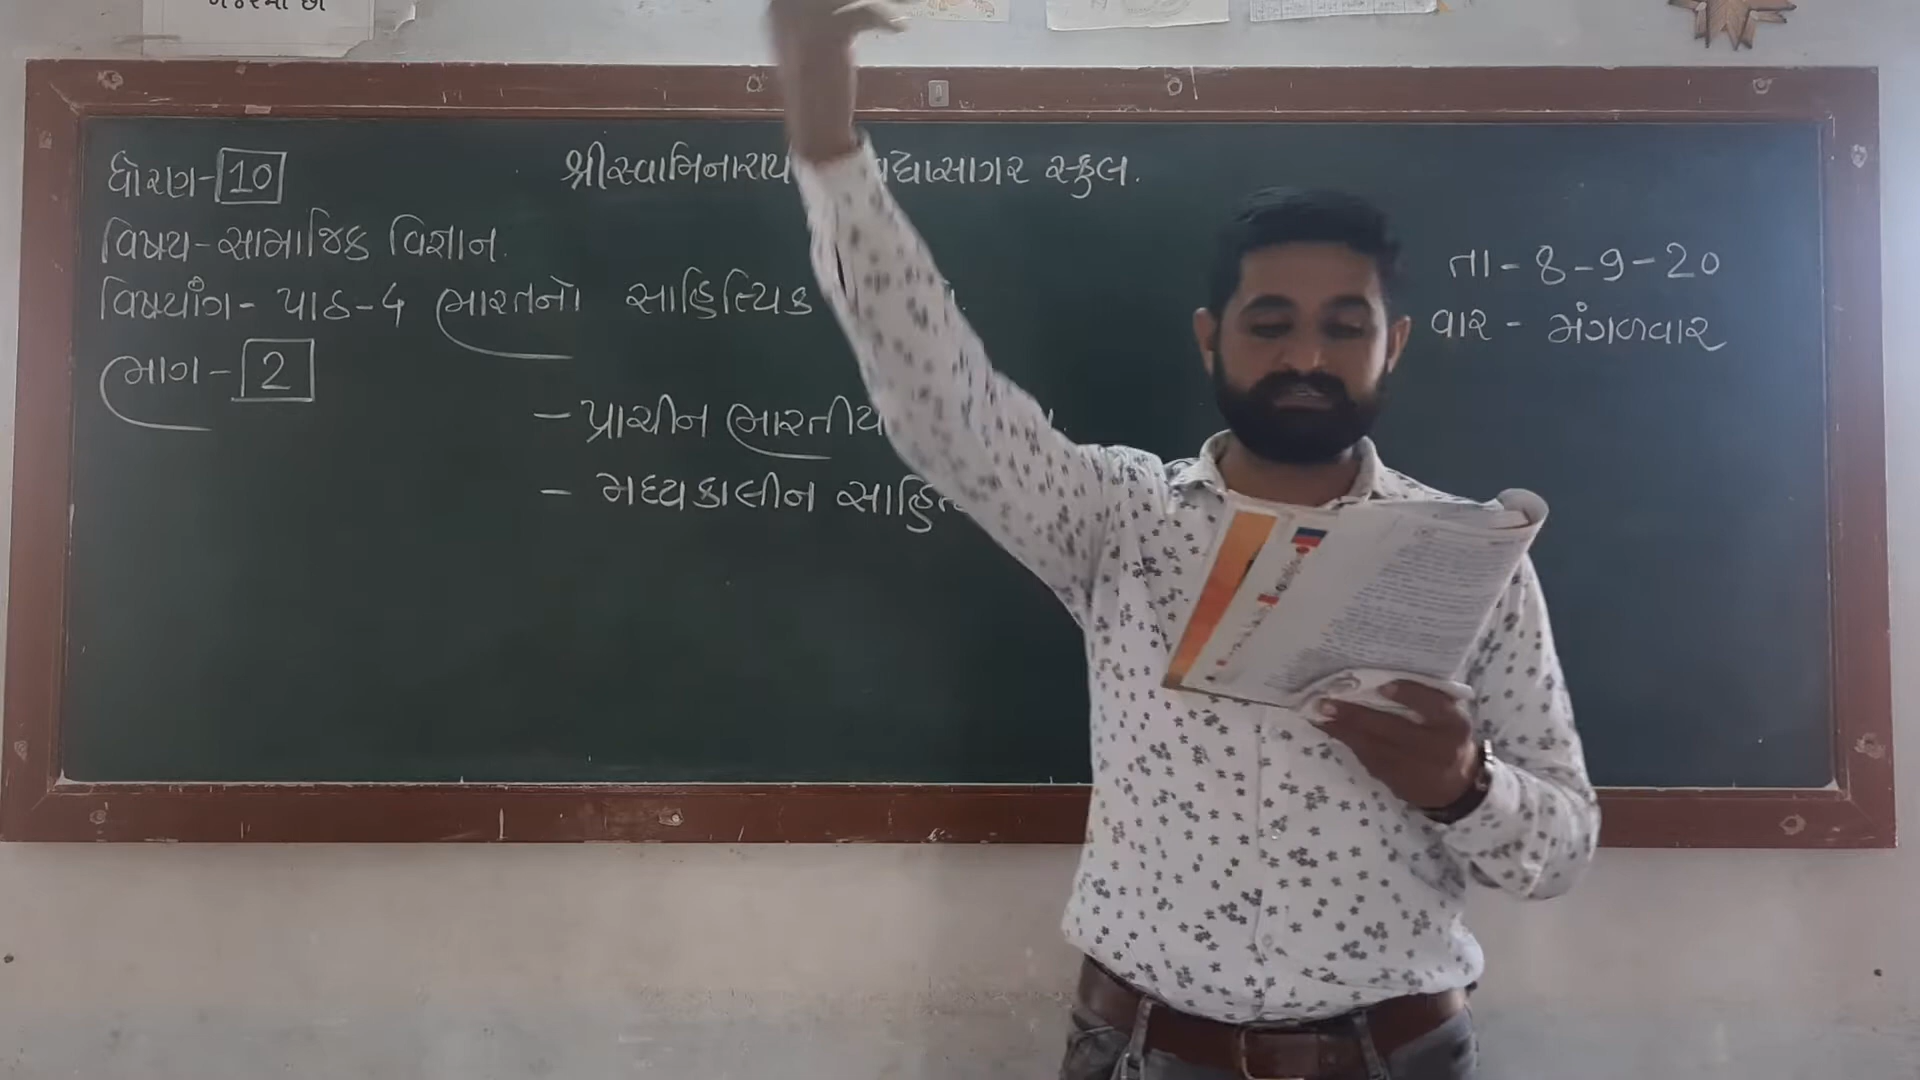 શ્રી સ્વામિનારાય વિદ્યાસાગર સ્કુલ.
ધોરણ - 10
વિષય - સામાજિક વિજ્ઞાન.
વિષયાઁગ - પાઠ - 4 ભારતનો સાહિત્યિક
ભાગ - 2
- પ્રાચીન ભારતીય
- મધ્યકાલીન
તા - 8 - 9 - 20
વાર - મંગળવાર